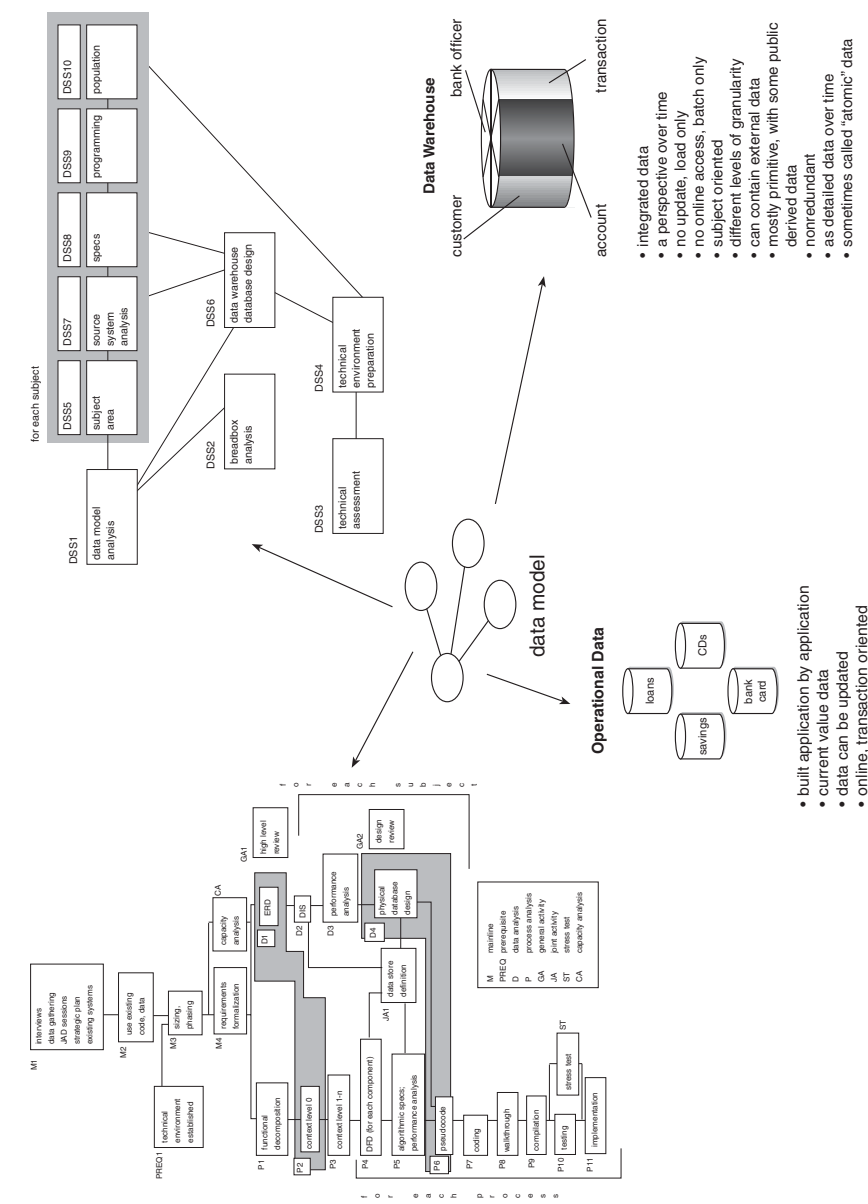 M1
interviews
data gathering
JAD sessions
strategic plan
existing systems
M2
use existing
code, data
PREQ1
technical
environment
established
M3
sizing,
phasing
M4
requirements
formalization
CA
capacity
analysis
P1
functional
decomposition
P2
context level 0
P3
context level 1-n
P4
DFD (for each component)
P5
algorithmic specs;
performance analysis
P6
pseudocode
P7
coding
P8
walkthrough
P9
compilation
P10
testing
ST
stress test
P11
implementation
for each process
D1
ERD
D2
DIS
D3
performance
analysis
D4
physical
database
design
JA1
data store
definition
GA1
high level
review
GA2
design
review
for each subject
M mainline
PREQ prerequisite
D data analysis
P process analysis
GA general activity
JA joint activity
ST stress test
CA capacity analysis
data model
for each subject
DSS1
data model
analysis
DSS5
subject
area
DSS7
source
system
analysis
DSS8
specs
DSS9
programming
DSS10
population
DSS2
breadbox
analysis
DSS6
data warehouse
database design
DSS3
technical
assessment
DSS4
technical
environment
preparation
Operational Data
loans
savings
CDs
bank
card
• built application by application
• current value data
• data can be updated
• online, transaction oriented
Data Warehouse
customer
bank officer
account
transaction
• integrated data
• a perspective over time
• no update, load only
• no online access, batch only
• subject oriented
• different levels of granularity
• can contain external data
• mostly primitive, with some public
derived data
• nonredundant
• as detailed data over time
• sometimes called "atomic" data